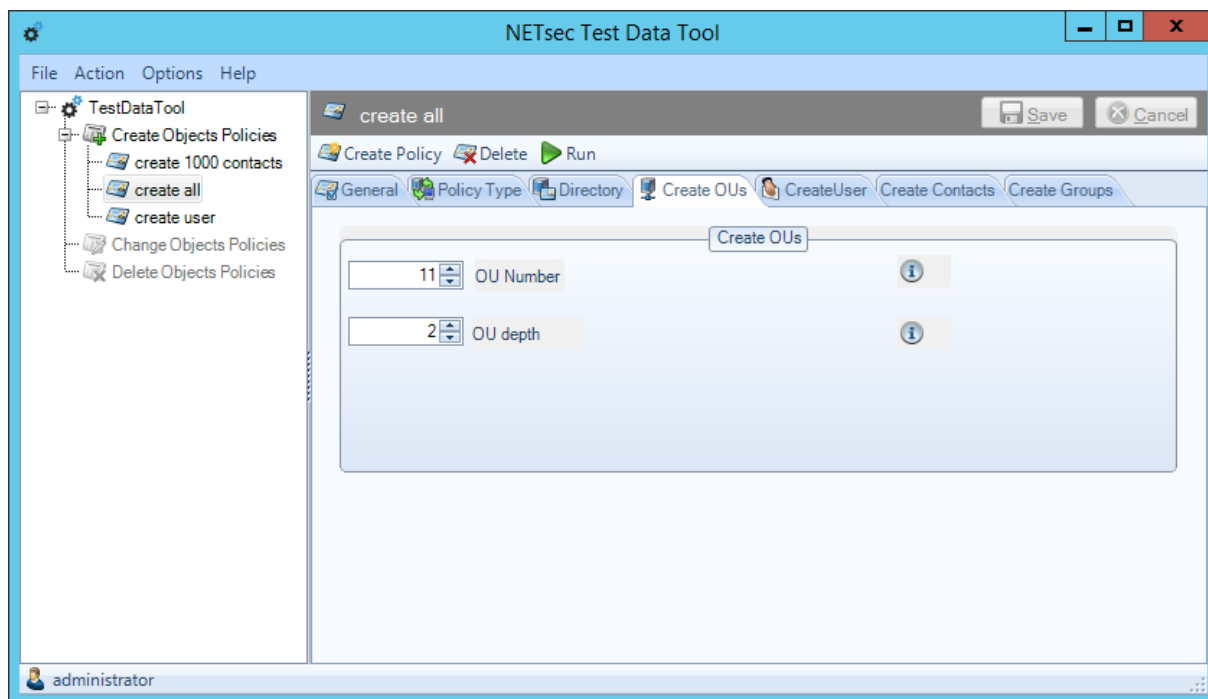 NETsec Test Data Tool
File Action Options Help
TestDataTool
Create Objects Policies
create 1000 contacts
create all
create user
Change Objects Policies
Delete Objects Policies
create all
Save
Cancel
Create Policy Delete Run
General Policy Type Directory Create OUs CreateUser Create Contacts Create Groups
Create OUs
11 OU Number
2 OU depth
administrator